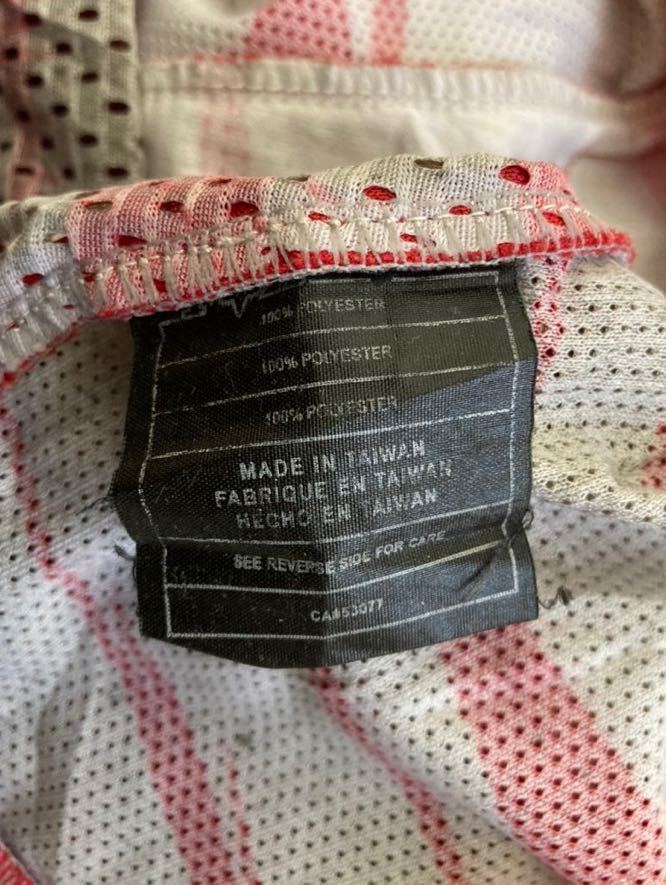 100% POLYESTER
100% POLYESTER
100% POLYESTER
MADE IN TAIWAN
FABRIQUE EN TAIWAN
HECHO EN TAIWAN
SEE REVERSE SIDE FOR CARE
CA#53077